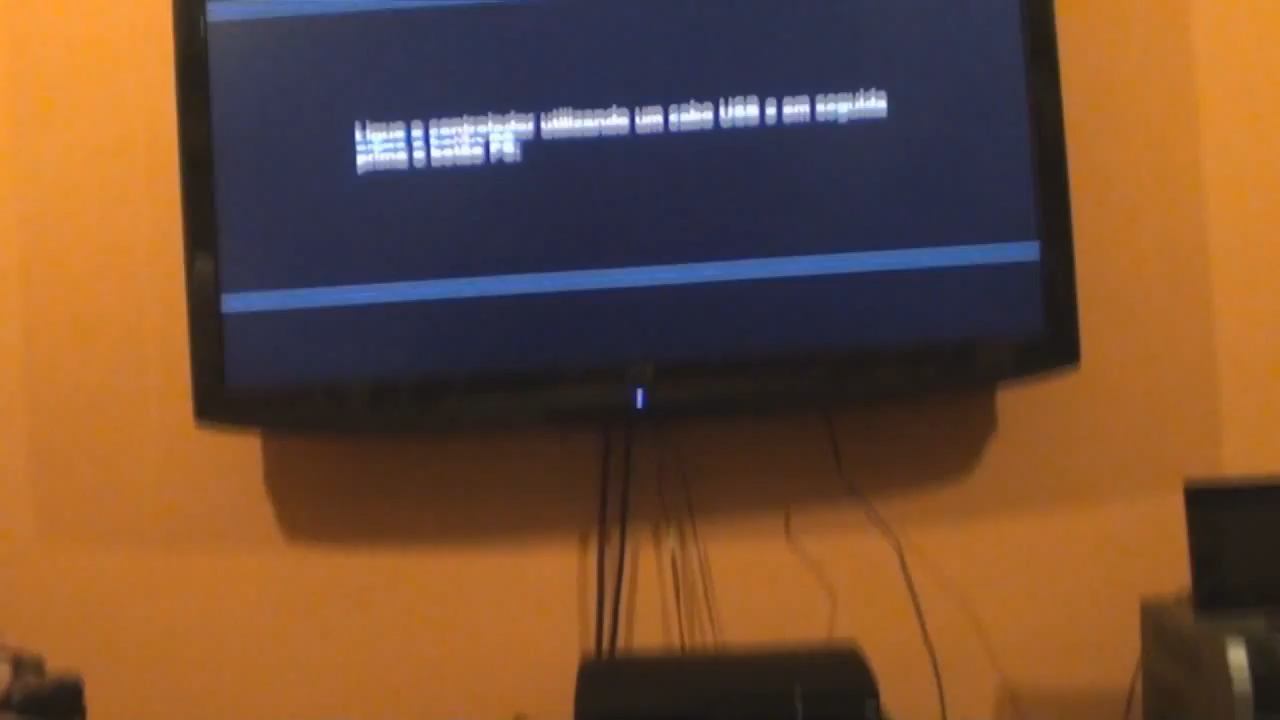 Ligue o controlador utilizando um cabo USB e em seguida
prima o botão PS.